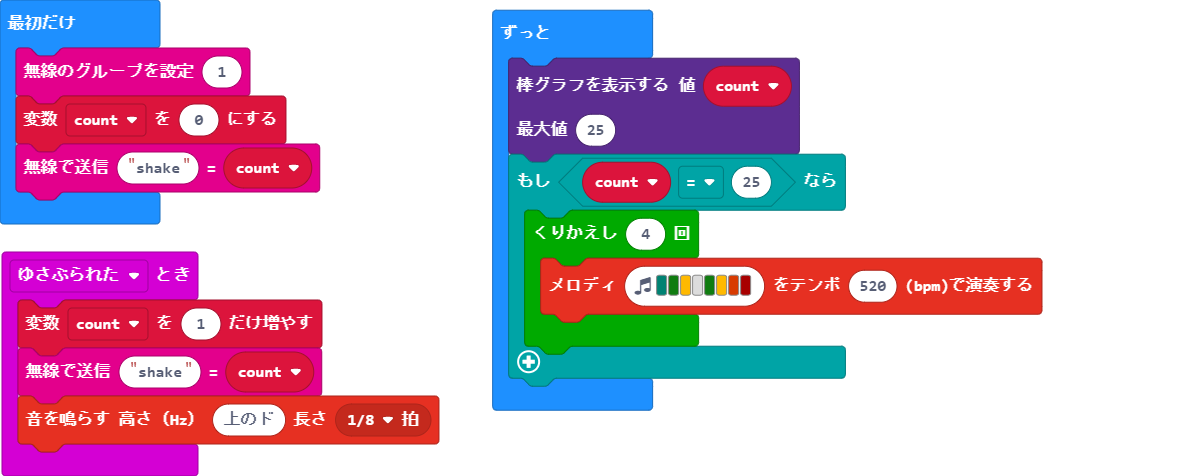 最初だけ
無線のグループを設定 1
変数 count を 0 にする
無線で送信 "shake" = count
ゆさぶられた とき
変数 count を 1 だけ増やす
無線で送信 "shake" = count
音を鳴らす 高さ (Hz) 上のド 長さ 1/8 拍
ずっと
棒グラフを表示する 値 count
最大値 25
もし count = 25 なら
くりかえし 4 回
メロディ をテンポ 520 (bpm)で演奏する